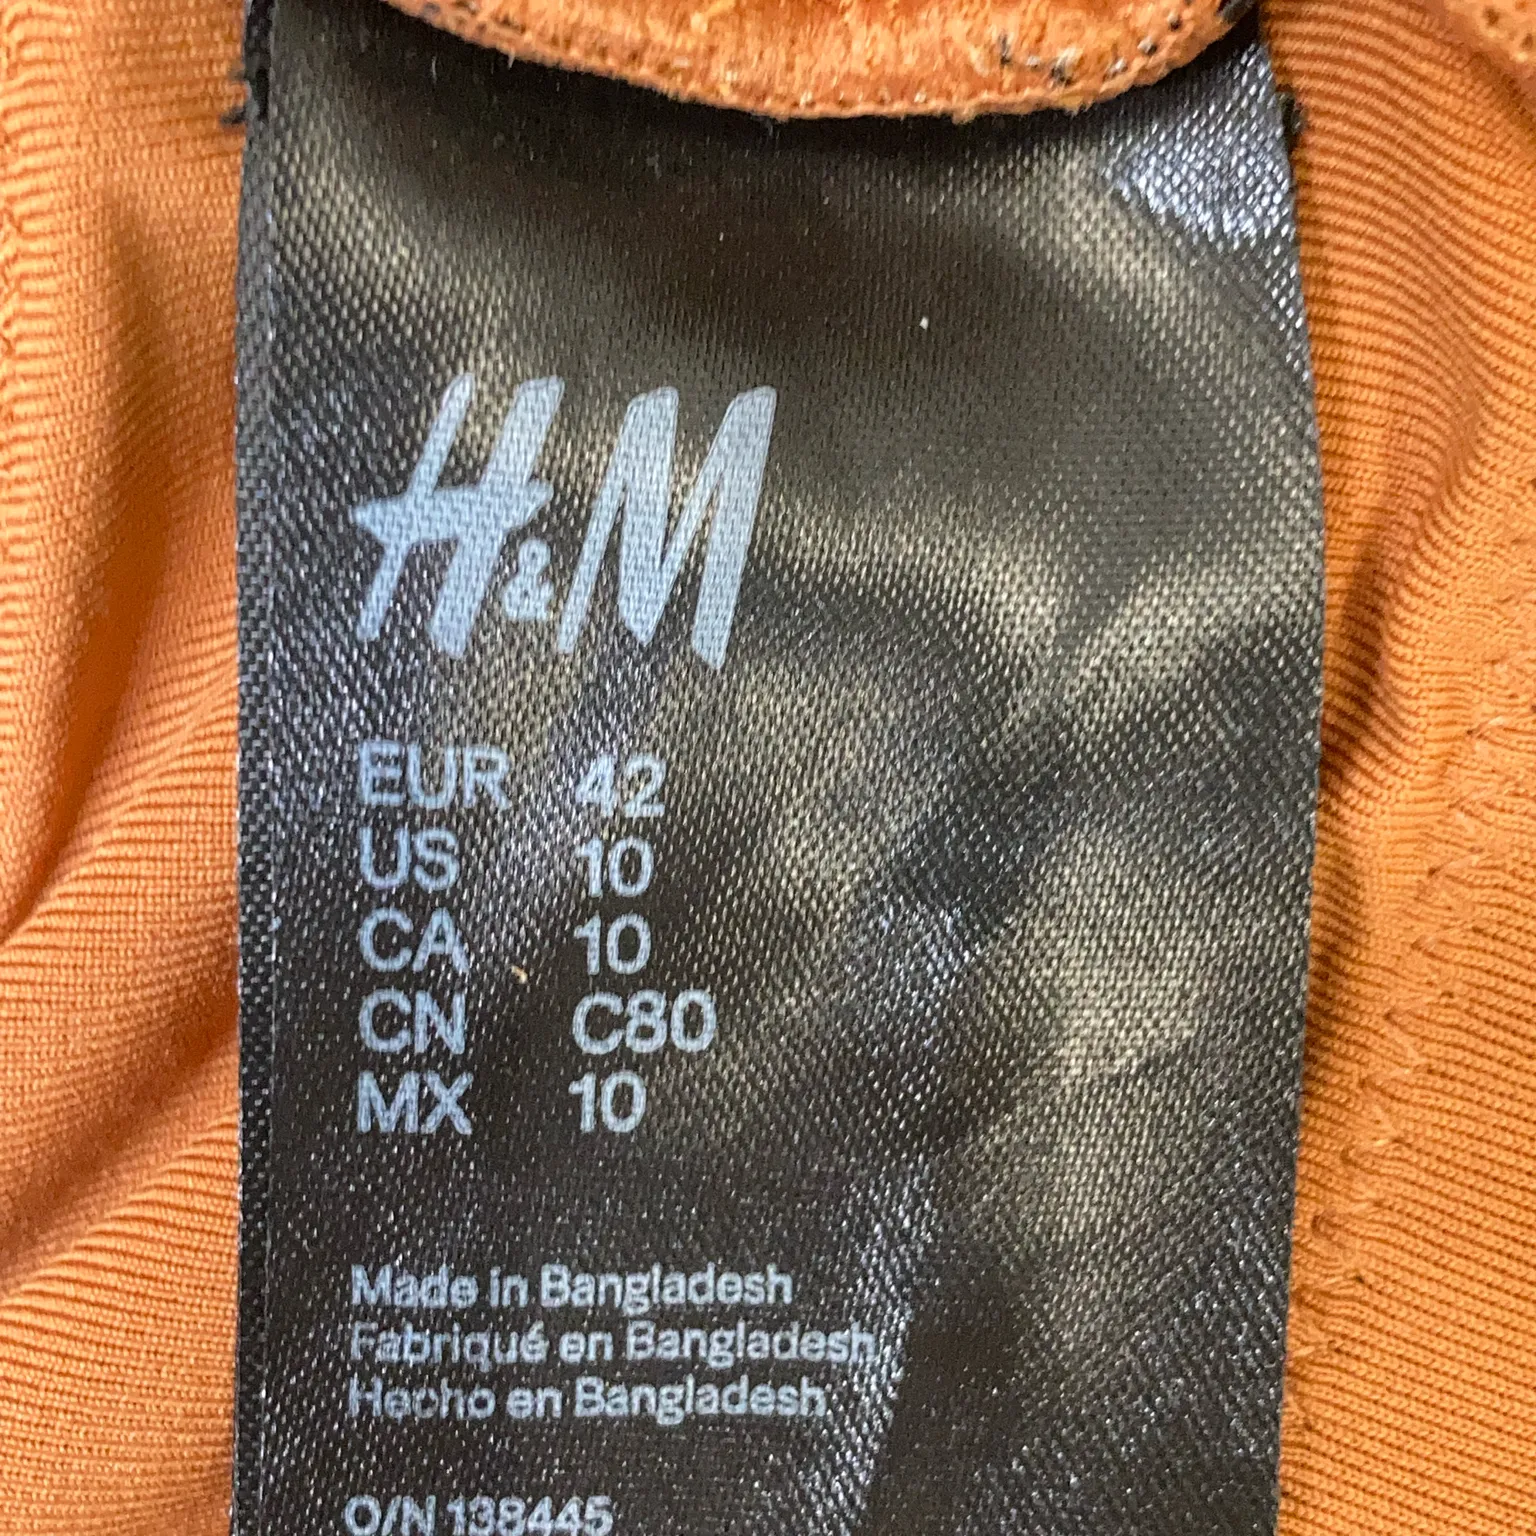 H&M
EUR 42
US 10
CA 10
CN C80
MX 10
Made in Bangladesh
Fabriqué en Bangladesh
Hecho en Bangladesh
O/N 138445